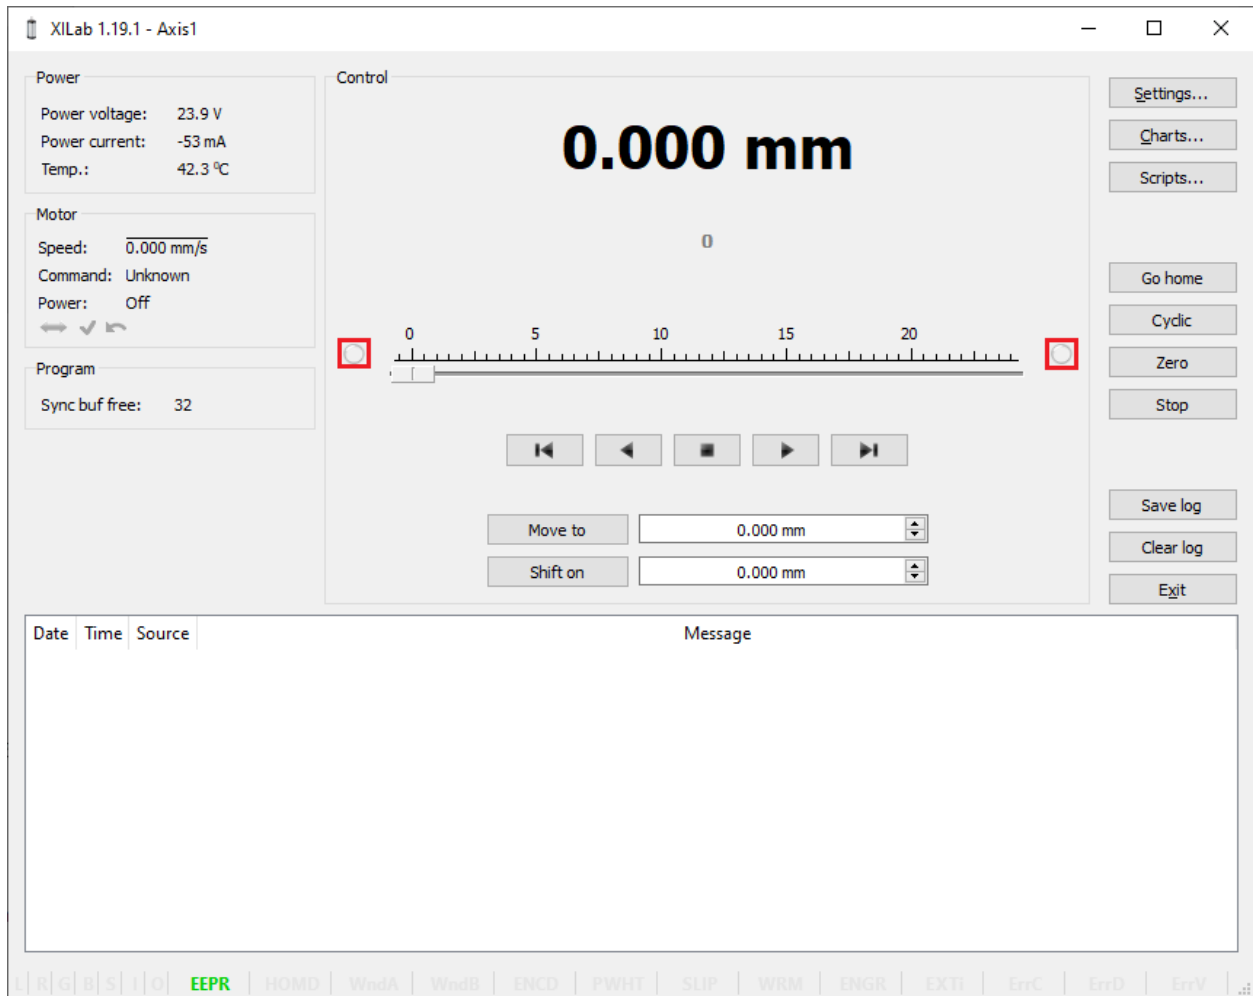 XILab 1.19.1 - Axis1
Power
Power voltage: 23.9 V
Power current: -53 mA
Temp.: 42.3 ⁰C
Motor
Speed: 0.000 mm/s
Command: Unknown
Power: Off
Program
Sync buf free: 32
Control
0.000 mm
0
0 5 10 15 20
Move to 0.000 mm
Shift on 0.000 mm
Settings...
Charts...
Scripts...
Go home
Cyclic
Zero
Stop
Save log
Clear log
Exit
Date Time Source Message
L R G B S I O EEPR HOMD WndA WndB ENCD PWHT SLIP WRM ENGR EXTi ErrC ErrD ErrV